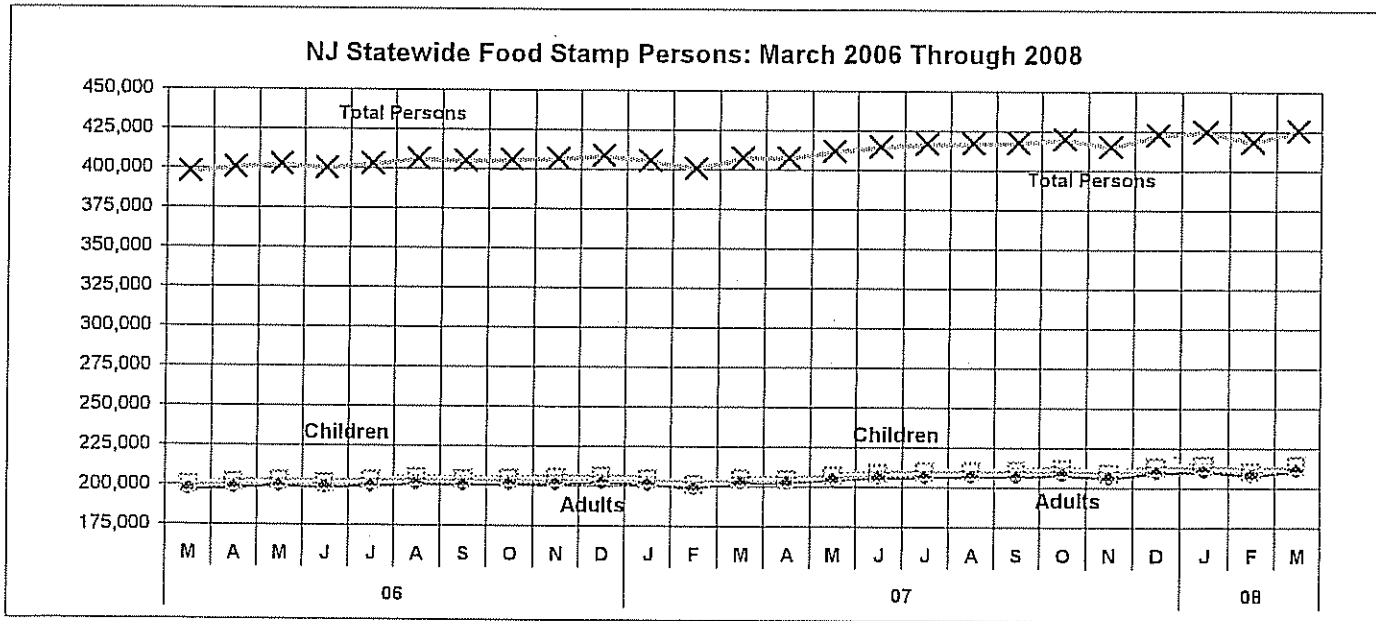 NJ Statewide Food Stamp Persons: March 2006 Through 2008
450,000
425,000
400,000
375,000
350,000
325,000
300,000
275,000
250,000
225,000
200,000
175,000
Total Persons
Total Persons
Children
Children
Adults
Adults
M A M J J A S O N D J F M A M J J A S O N D J F M
06 07 08